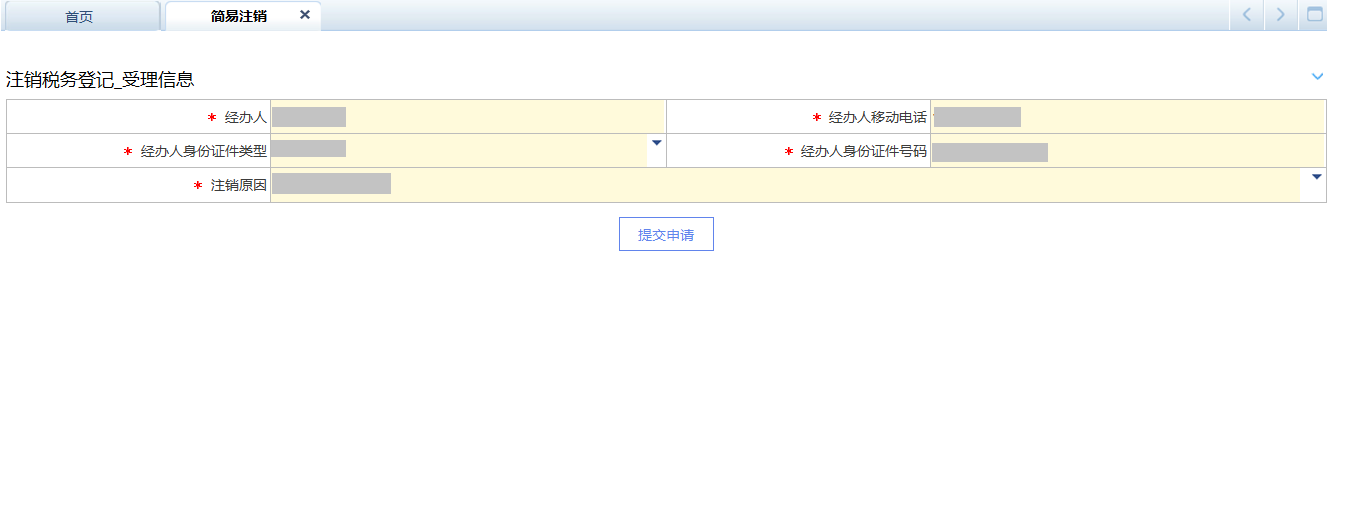 首页
简易注销
注销税务登记_受理信息
* 经办人
* 经办人移动电话
* 经办人身份证件类型
* 经办人身份证件号码
* 注销原因
提交申请